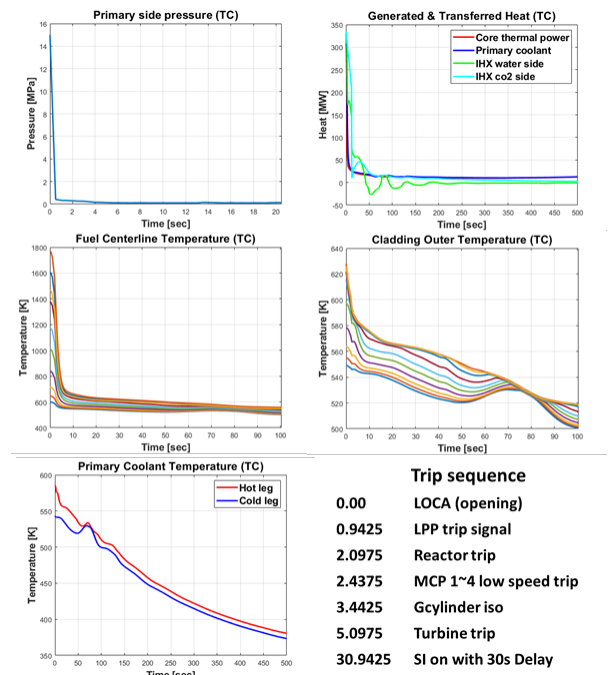 Primary side pressure (TC)
16
14
12
10
8
6
4
2
0
Pressure [MPa]
0 2 4 6 8 10 12 14 16 18 20
Time [sec]
Generated & Transferred Heat (TC)
350
300
250
200
150
100
50
0
-50
Heat [MW]
Core thermal power
Primary coolant
IHX water side
IHX co2 side
0 50 100 150 200 250 300 350 400 450 500
Time [sec]
Fuel Centerline Temperature (TC)
1800
1600
1400
1200
1000
800
600
400
Temperature [K]
0 10 20 30 40 50 60 70 80 90 100
Time [sec]
Cladding Outer Temperature (TC)
640
620
600
580
560
540
520
500
Temperature [K]
0 10 20 30 40 50 60 70 80 90 100
Time [sec]
Primary Coolant Temperature (TC)
600
550
500
450
400
350
Temperature [K]
Hot leg
Cold leg
0 50 100 150 200 250 300 350 400 450 500
Time [sec]
Trip sequence
0.00 LOCA (opening)
0.9425 LPP trip signal
2.0975 Reactor trip
2.4375 MCP 1~4 low speed trip
3.4425 Gcylinder iso
5.0975 Turbine trip
30.9425 SI on with 30s Delay